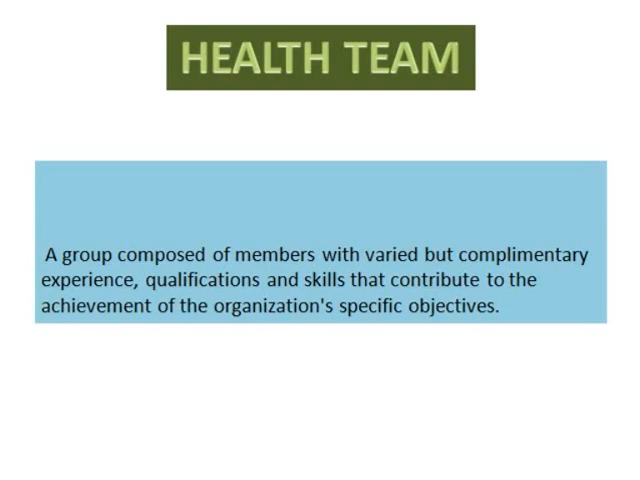 HEALTH TEAM
A group composed of members with varied but complimentary
experience, qualifications and skills that contribute to the
achievement of the organization's specific objectives.